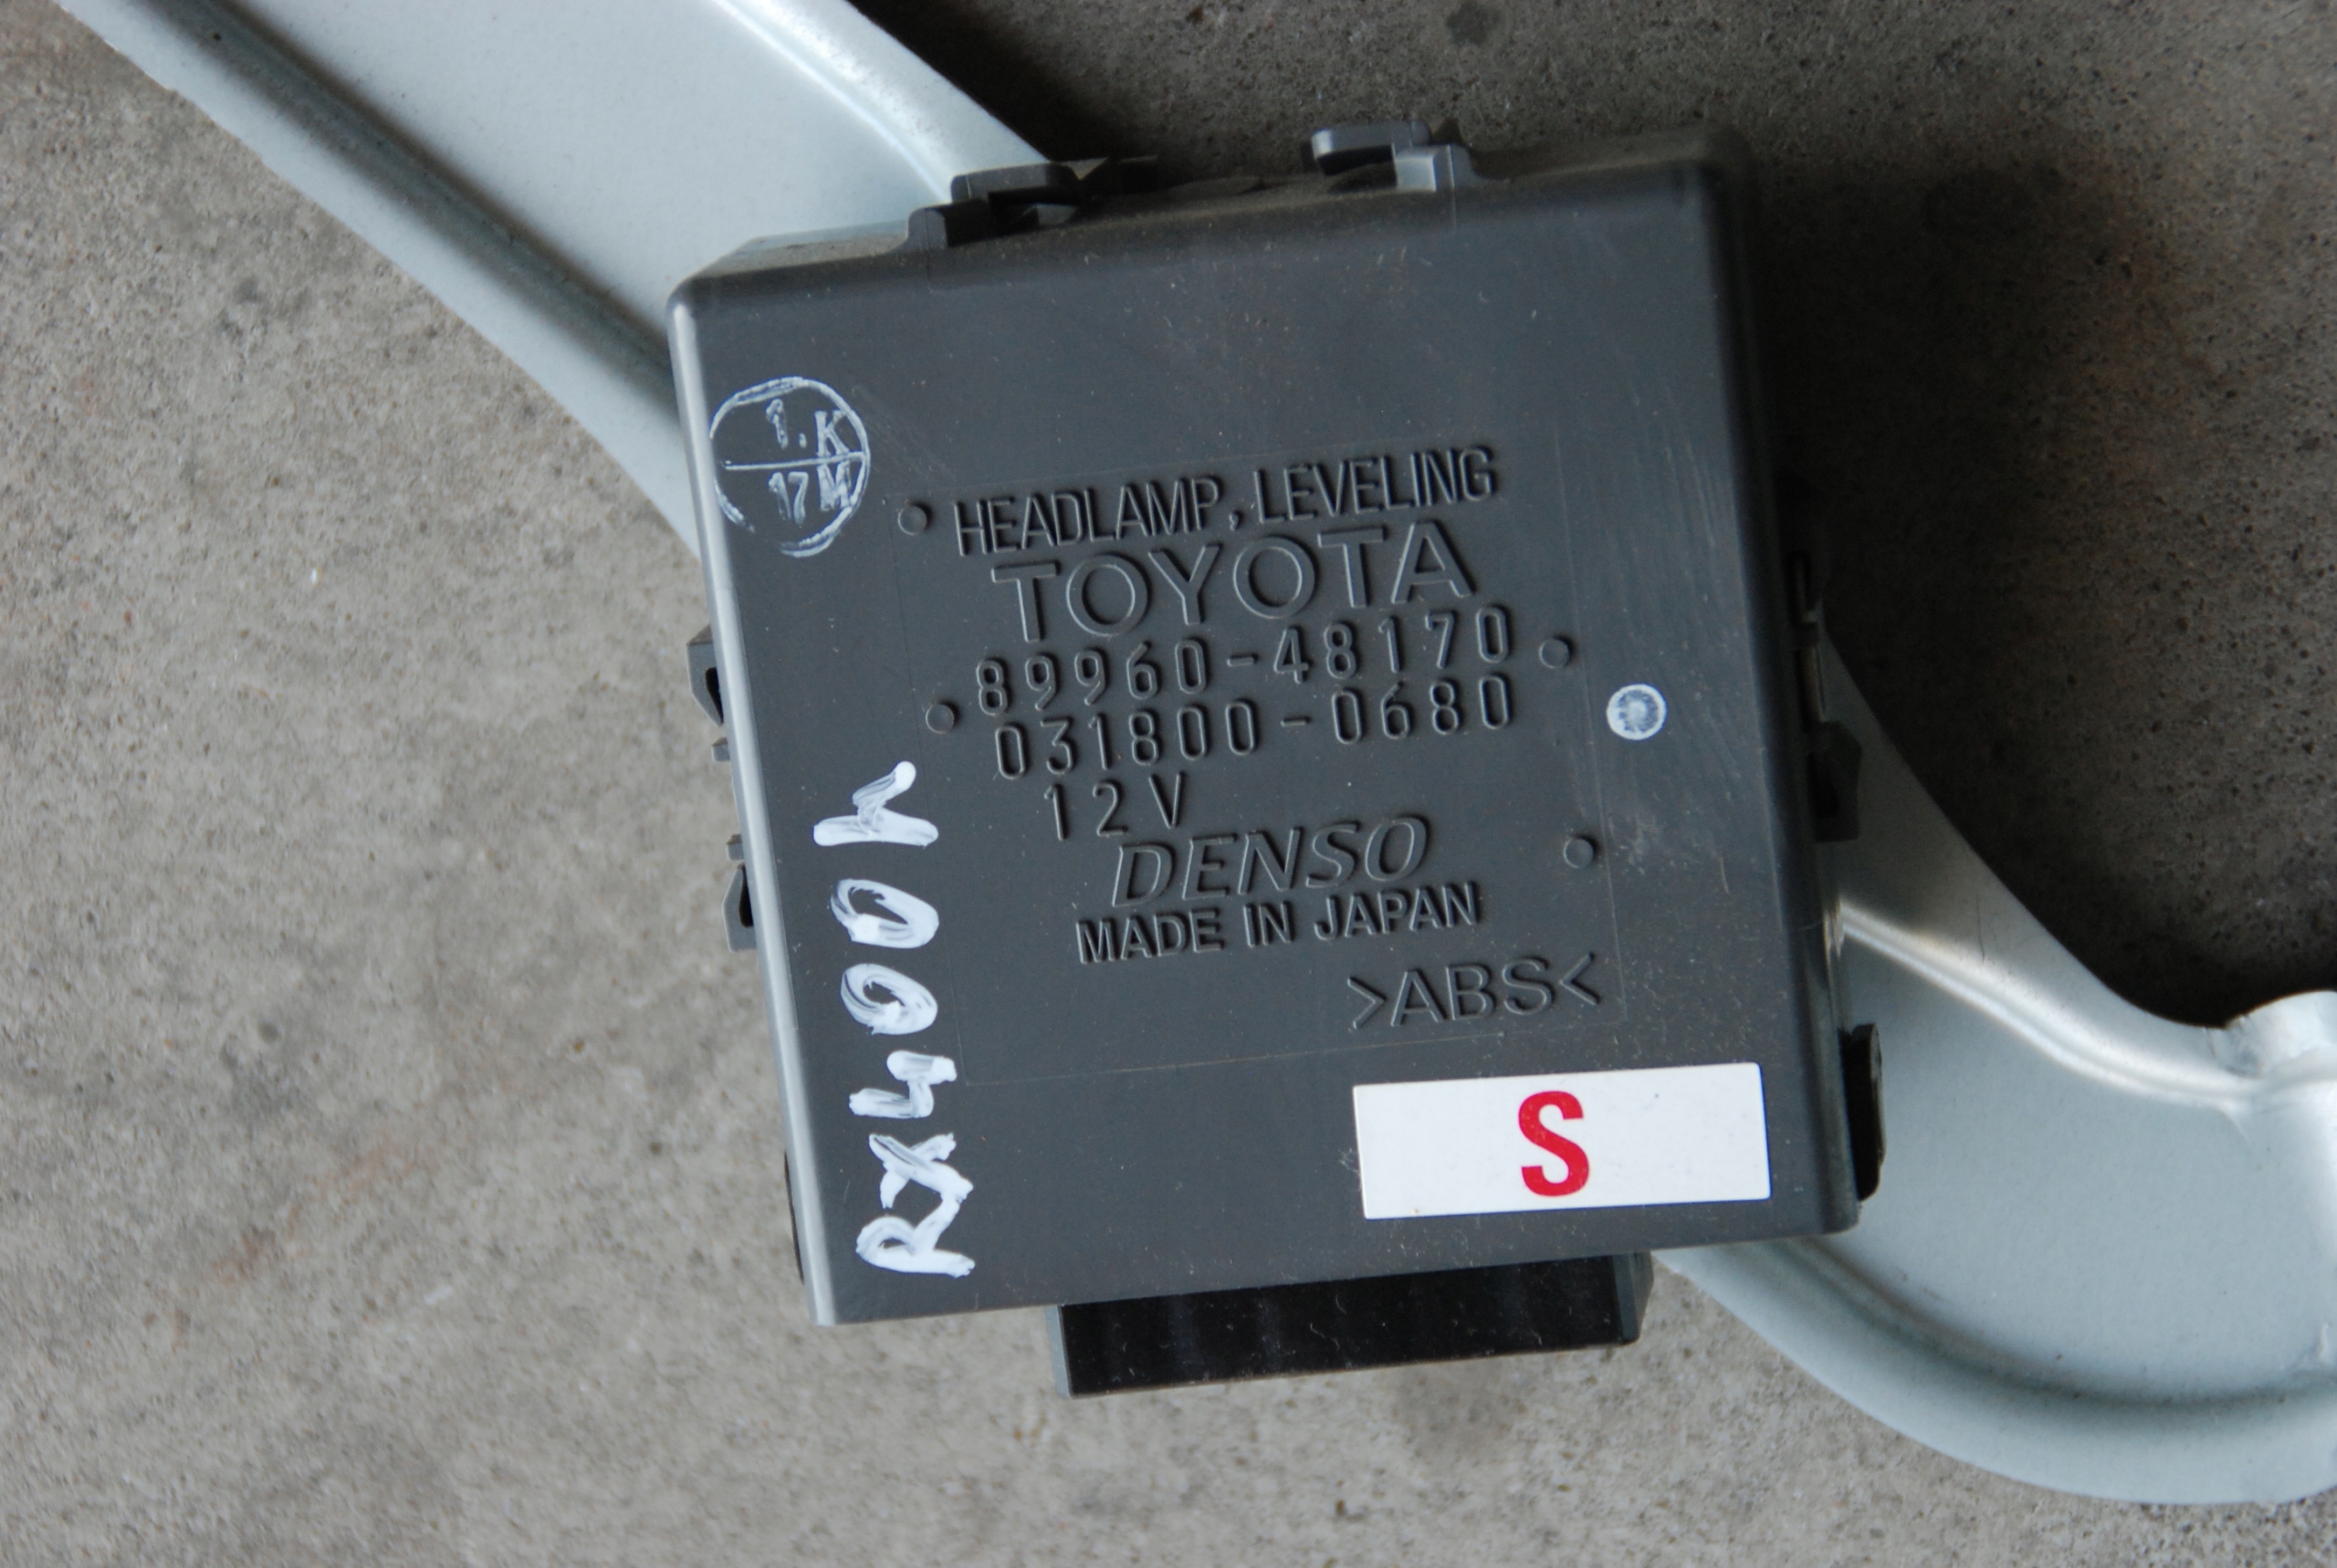 1.K
17M
HEADLAMP, LEVELING
TOYOTA
89960-48170
031800-0680
12V
DENSO
MADE IN JAPAN
>ABS<
S
RX400h